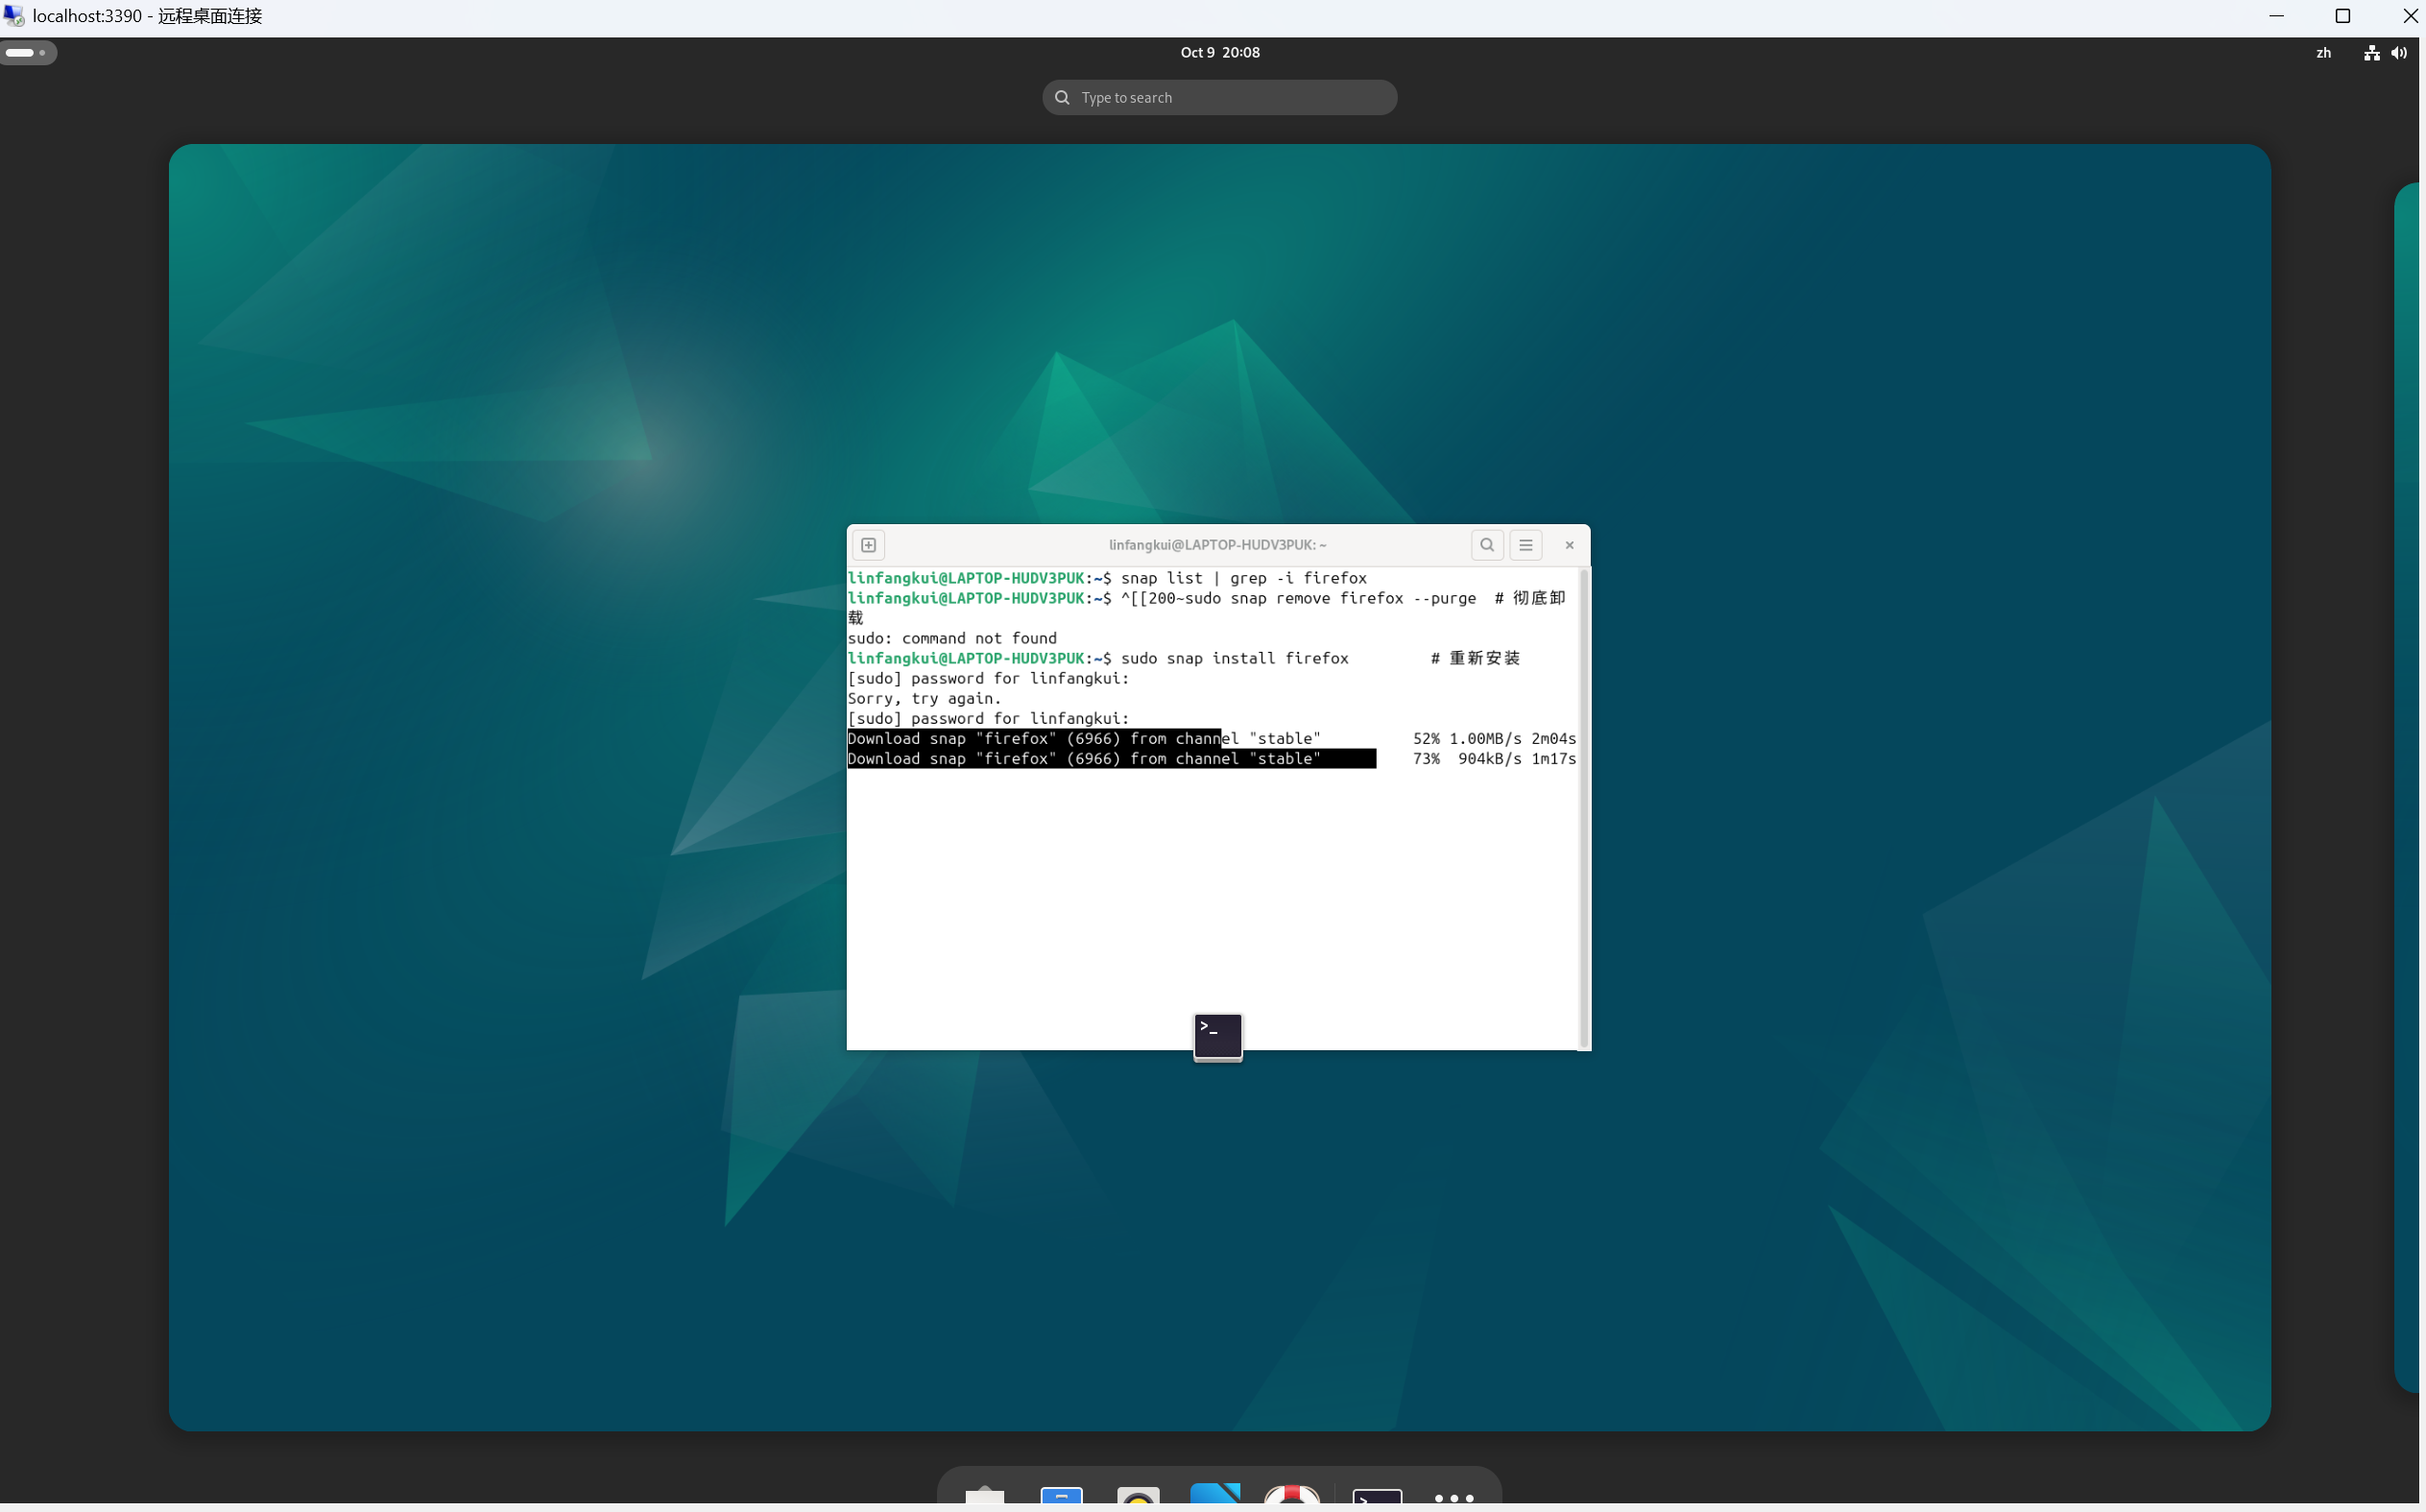 localhost:3390 - 远程桌面连接
Oct 9 20:08
zh
Type to search
linfangkui@LAPTOP-HUDV3PUK: ~
linfangkui@LAPTOP-HUDV3PUK:~$ snap list | grep -i firefox
linfangkui@LAPTOP-HUDV3PUK:~$ ^[[200~sudo snap remove firefox --purge  # 彻底卸
载
sudo: command not found
linfangkui@LAPTOP-HUDV3PUK:~$ sudo snap install firefox         # 重新安装
[sudo] password for linfangkui:
Sorry, try again.
[sudo] password for linfangkui:
Download snap "firefox" (6966) from channel "stable"          52% 1.00MB/s 2m04s
Download snap "firefox" (6966) from channel "stable"          73%  904kB/s 1m17s
>_